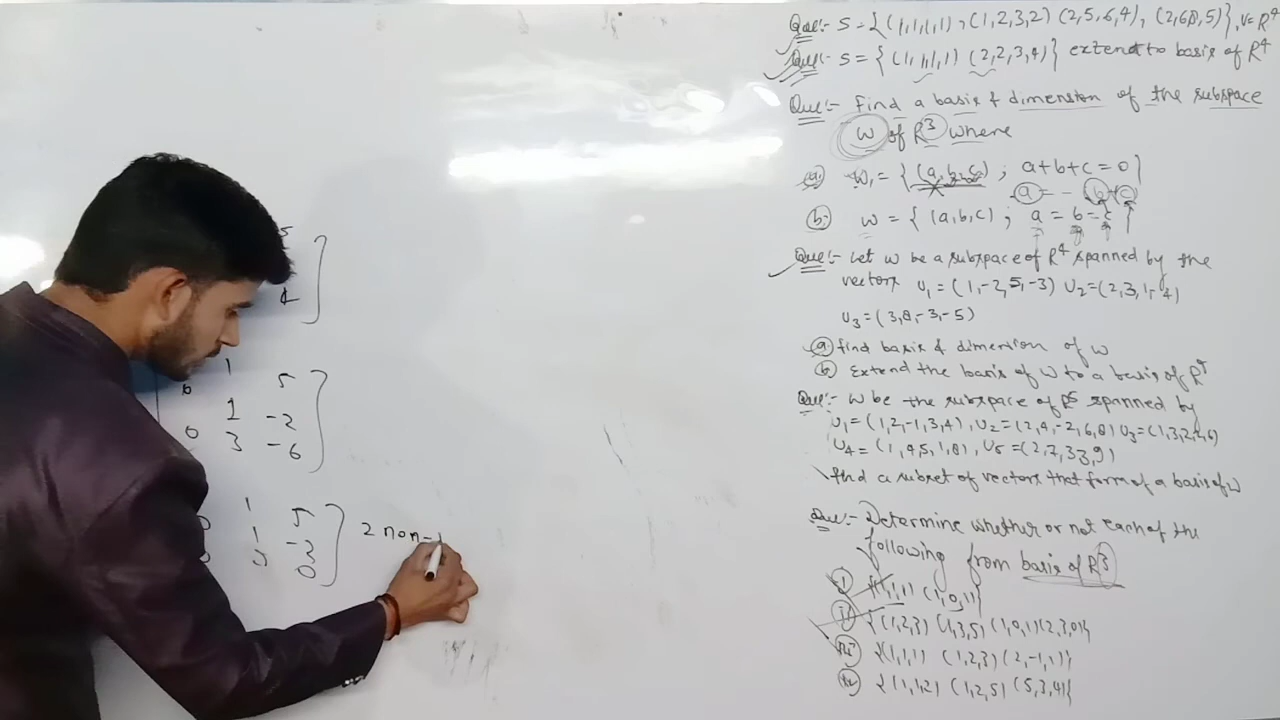 5
4
1 5
0 1 -2
0 3 -6
1 5
1 -2
0 0
2 non-
Que:- S = {(1,1,1,1), (1,2,3,2) (2,5,6,4), (2,6,8,5)}, V=R⁴
Que:- S = {(1,1,1,1) (2,2,3,4)} extend to basis of R⁴
Que:- Find a basis & dimension of the subspace
W of R³ where
(a) W₁ = {(a,b,c) ; a+b+c=0}
a = - b-c
(b) W = {(a,b,c) ; a = b = c}
Que:- Let W be a subspace of R⁴ spanned by the
vectors U₁ = (1,-2,5,-3) U₂=(2,3,1,-4)
U₃=(3,8,-3,-5)
(a) find basis & dimension of W
(b) Extend the basis of W to a basis of R⁴
Que:- W be the subspace of R⁵ spanned by
U₁=(1,2,-1,3,4), U₂=(2,4,-2,6,8) U₃=(1,3,2,2,6)
U₄=(1,4,5,1,8), U₅=(2,7,3,3,9)
find a subset of vectors that form of a basis of W
Que:- Determine whether or not each of the
following from basis of R³
(i) {(1,1,1) (1,0,1)}
(ii) {(1,2,3) (1,3,5) (1,0,1) (2,3,0)}
(iii) {(1,1,1) (1,2,3) (2,-1,1)}
(iv) {(1,1,2) (1,2,5) (5,3,4)}